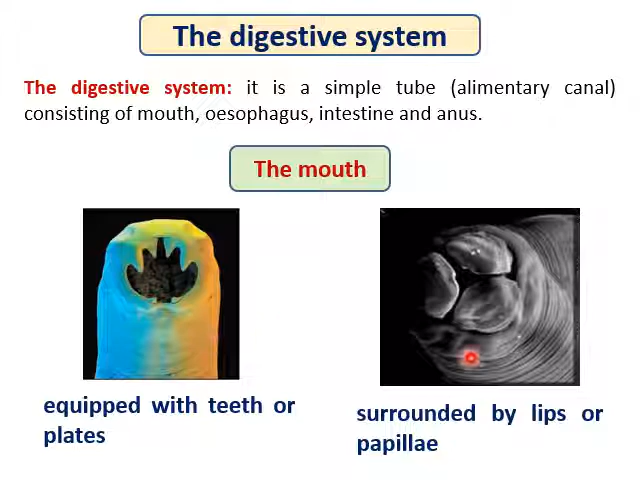 The digestive system
The digestive system: it is a simple tube (alimentary canal)
consisting of mouth, oesophagus, intestine and anus.
The mouth
equipped with teeth or
plates
surrounded by lips or
papillae